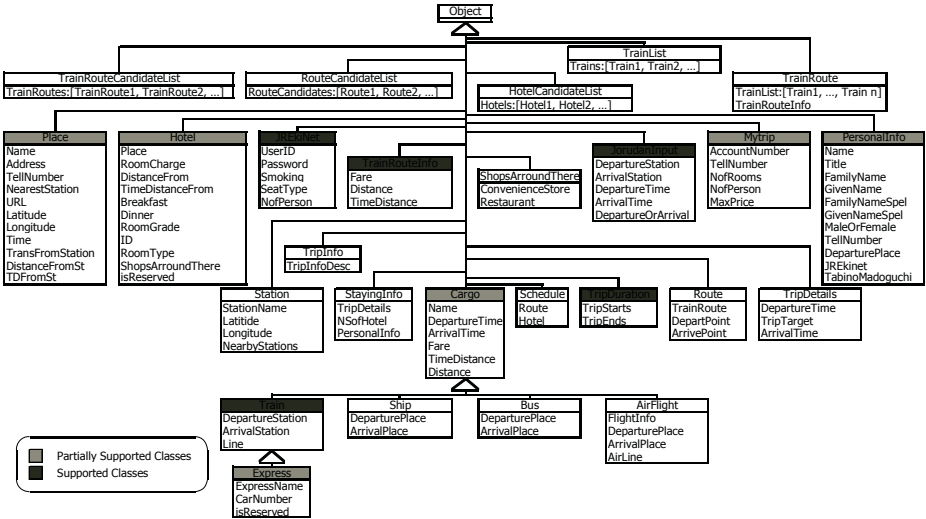 Object
TrainList
Trains:[Train1, Train2, ...]
TrainRouteCandidateList
TrainRoutes:[TrainRoute1, TrainRoute2, ...]
RouteCandidateList
RouteCandidates:[Route1, Route2, ...]
HotelCandidateList
Hotels:[Hotel1, Hotel2, ...]
TrainRoute
TrainList:[Train1, ..., Train n]
TrainRouteInfo
Place
Name
Address
TellNumber
NearestStation
URL
Latitude
Longitude
Time
TransFromStation
DistanceFromSt
TDFromSt
Hotel
Place
RoomCharge
DistanceFrom
TimeDistanceFrom
Breakfast
Dinner
RoomGrade
ID
RoomType
ShopsArroundThere
isReserved
JREkiNet
UserID
Password
Smoking
SeatType
NofPerson
TrainRouteInfo
Fare
Distance
TimeDistance
ShopsArroundThere
ConvenienceStore
Restaurant
JorudanInput
DepartureStation
ArrivalStation
DepartureTime
ArrivalTime
DepartureOrArrival
Mytrip
AccountNumber
TellNumber
NofRooms
NofPerson
MaxPrice
PersonalInfo
Name
Title
FamilyName
GivenName
FamilyNameSpel
GivenNameSpel
MaleOrFemale
TellNumber
DeparturePlace
JREkinet
TabinoMadoguchi
TripInfo
TripInfoDesc
Station
StationName
Latitide
Longitude
NearbyStations
StayingInfo
TripDetails
NSofHotel
PersonalInfo
Cargo
Name
DepartureTime
ArrivalTime
Fare
TimeDistance
Distance
Schedule
Route
Hotel
TripDuration
TripStarts
TripEnds
Route
TrainRoute
DepartPoint
ArrivePoint
TripDetails
DepartureTime
TripTarget
ArrivalTime
Train
DepartureStation
ArrivalStation
Line
Ship
DeparturePlace
ArrivalPlace
Bus
DeparturePlace
ArrivalPlace
AirFlight
FlightInfo
DeparturePlace
ArrivalPlace
AirLine
Express
ExpressName
CarNumber
isReserved
Partially Supported Classes
Supported Classes